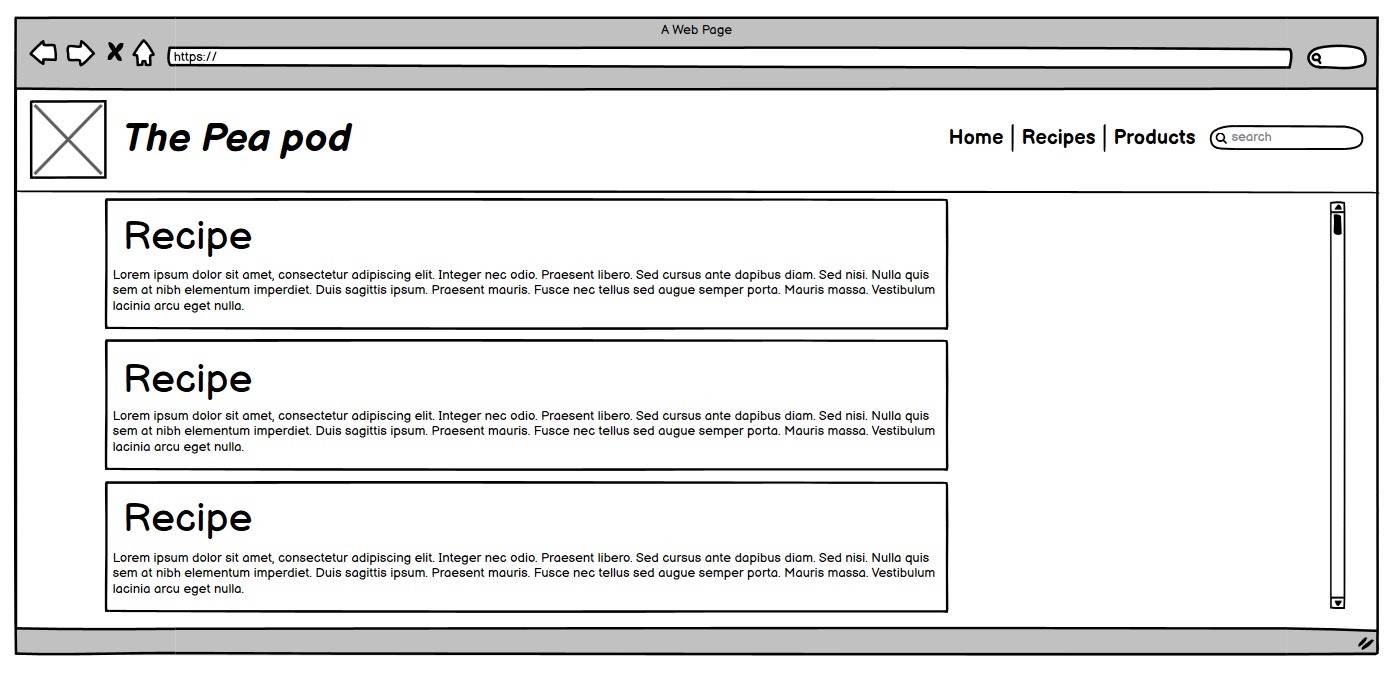 A Web Page
https://
The Pea pod
Home | Recipes | Products
search
Recipe
Lorem ipsum dolor sit amet, consectetur adipiscing elit. Integer nec odio. Praesent libero. Sed cursus ante dapibus diam. Sed nisi. Nulla quis
sem at nibh elementum imperdiet. Duis sagittis ipsum. Praesent mauris. Fusce nec tellus sed augue semper porta. Mauris massa. Vestibulum
lacinia arcu eget nulla.
Recipe
Lorem ipsum dolor sit amet, consectetur adipiscing elit. Integer nec odio. Praesent libero. Sed cursus ante dapibus diam. Sed nisi. Nulla quis
sem at nibh elementum imperdiet. Duis sagittis ipsum. Praesent mauris. Fusce nec tellus sed augue semper porta. Mauris massa. Vestibulum
lacinia arcu eget nulla.
Recipe
Lorem ipsum dolor sit amet, consectetur adipiscing elit. Integer nec odio. Praesent libero. Sed cursus ante dapibus diam. Sed nisi. Nulla quis
sem at nibh elementum imperdiet. Duis sagittis ipsum. Praesent mauris. Fusce nec tellus sed augue semper porta. Mauris massa. Vestibulum
lacinia arcu eget nulla.